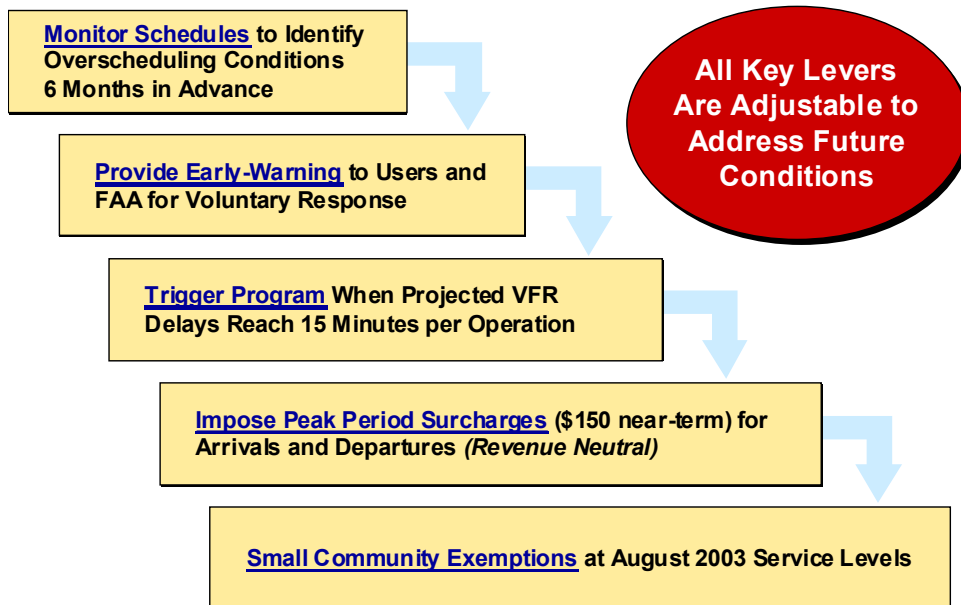 Monitor Schedules to Identify
Overscheduling Conditions
6 Months in Advance
All Key Levers
Are Adjustable to
Address Future
Conditions
Provide Early-Warning to Users and
FAA for Voluntary Response
Trigger Program When Projected VFR
Delays Reach 15 Minutes per Operation
Impose Peak Period Surcharges ($150 near-term) for
Arrivals and Departures (Revenue Neutral)
Small Community Exemptions at August 2003 Service Levels